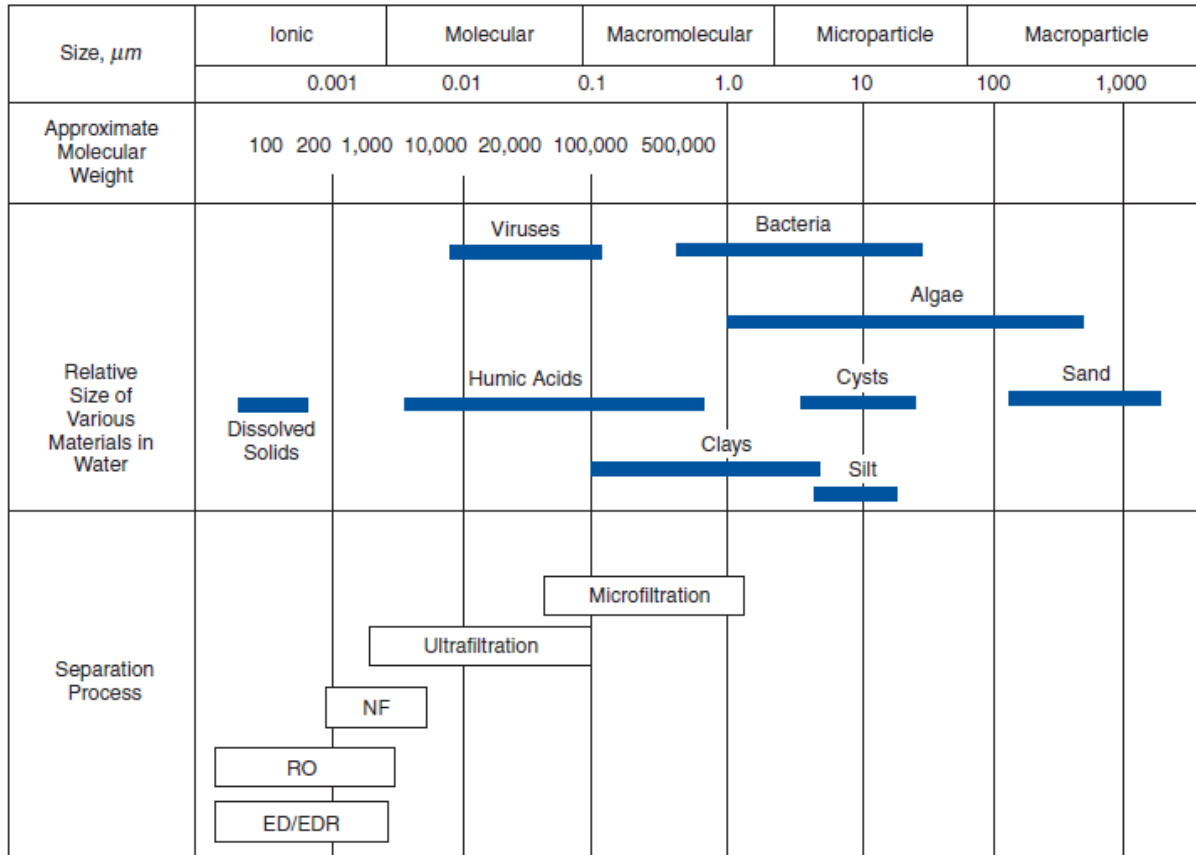 Size, μm
Ionic
Molecular
Macromolecular
Microparticle
Macroparticle
0.001
0.01
0.1
1.0
10
100
1,000
Approximate
Molecular
Weight
100 200 1,000 10,000 20,000 100,000 500,000
Relative
Size of
Various
Materials in
Water
Viruses
Bacteria
Algae
Humic Acids
Cysts
Sand
Dissolved
Solids
Clays
Silt
Separation
Process
Microfiltration
Ultrafiltration
NF
RO
ED/EDR